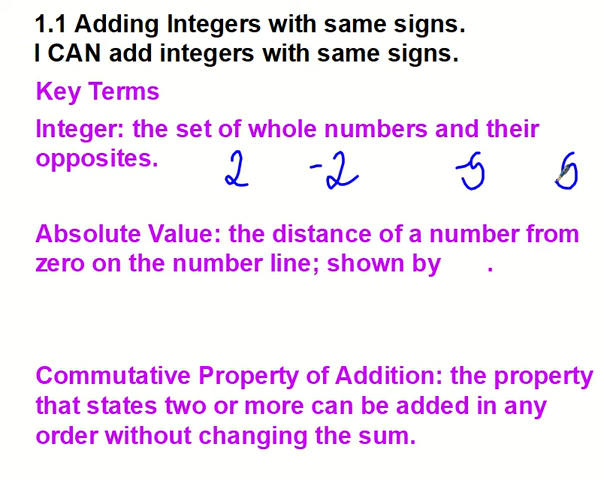 1.1 Adding Integers with same signs.
I CAN add integers with same signs.
Key Terms
Integer: the set of whole numbers and their
opposites.
2 -2 -5 5
Absolute Value: the distance of a number from
zero on the number line; shown by .
Commutative Property of Addition: the property
that states two or more can be added in any
order without changing the sum.